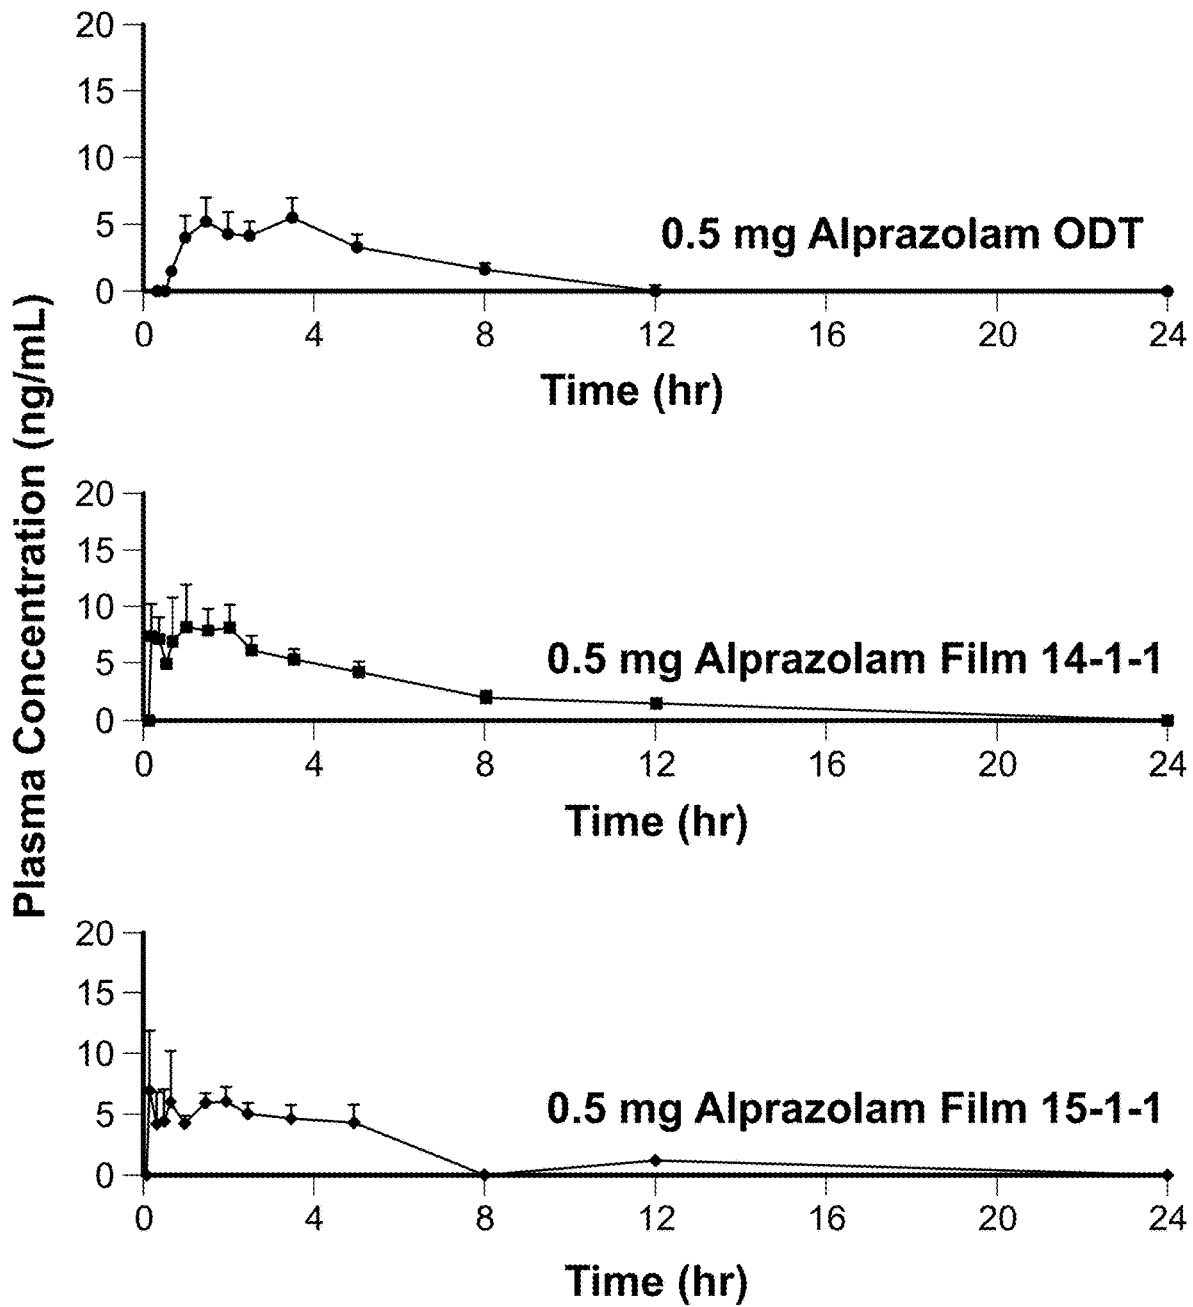 Plasma Concentration (ng/mL)
20
15
10
5
0
0.5 mg Alprazolam ODT
0 4 8 12 16 20 24
Time (hr)
20
15
10
5
0
0.5 mg Alprazolam Film 14-1-1
0 4 8 12 16 20 24
Time (hr)
20
15
10
5
0
0.5 mg Alprazolam Film 15-1-1
0 4 8 12 16 20 24
Time (hr)